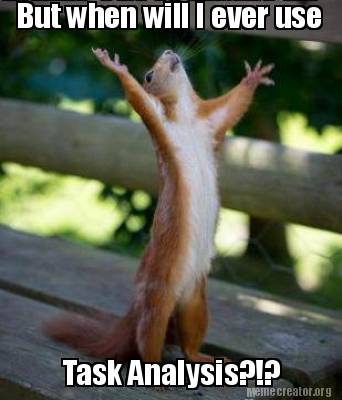 But when will I ever use
Task Analysis?!?
Memecreator.org